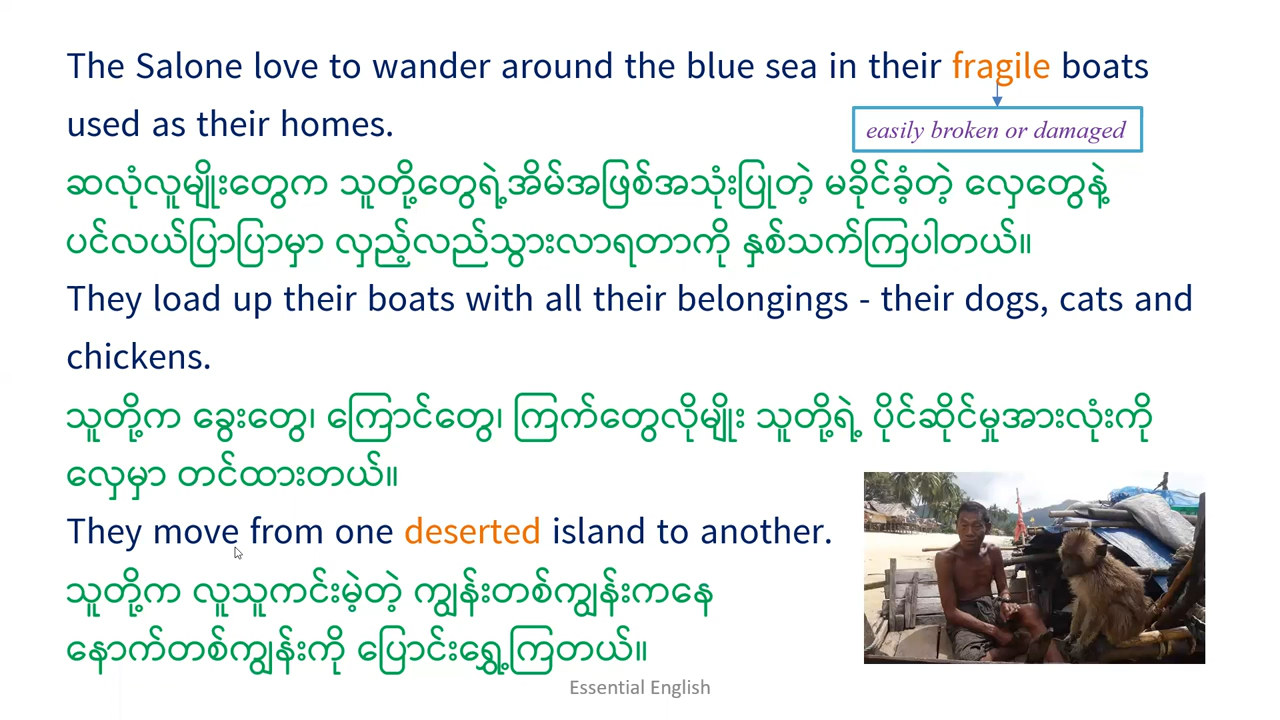 The Salone love to wander around the blue sea in their fragile boats
used as their homes.
easily broken or damaged
ဆလုံလူမျိုးတွေက သူတို့တွေရဲ့အိမ်အဖြစ်အသုံးပြုတဲ့ မခိုင်ခံ့တဲ့ လှေတွေနဲ့
ပင်လယ်ပြာပြာမှာ လှည့်လည်သွားလာရတာကို နှစ်သက်ကြပါတယ်။
They load up their boats with all their belongings - their dogs, cats and
chickens.
သူတို့က ခွေးတွေ၊ ကြောင်တွေ၊ ကြက်တွေလိုမျိုး သူတို့ရဲ့ ပိုင်ဆိုင်မှုအားလုံးကို
လှေမှာ တင်ထားတယ်။
They move from one deserted island to another.
သူတို့က လူသူကင်းမဲ့တဲ့ ကျွန်းတစ်ကျွန်းကနေ
နောက်တစ်ကျွန်းကို ပြောင်းရွှေ့ကြတယ်။
Essential English